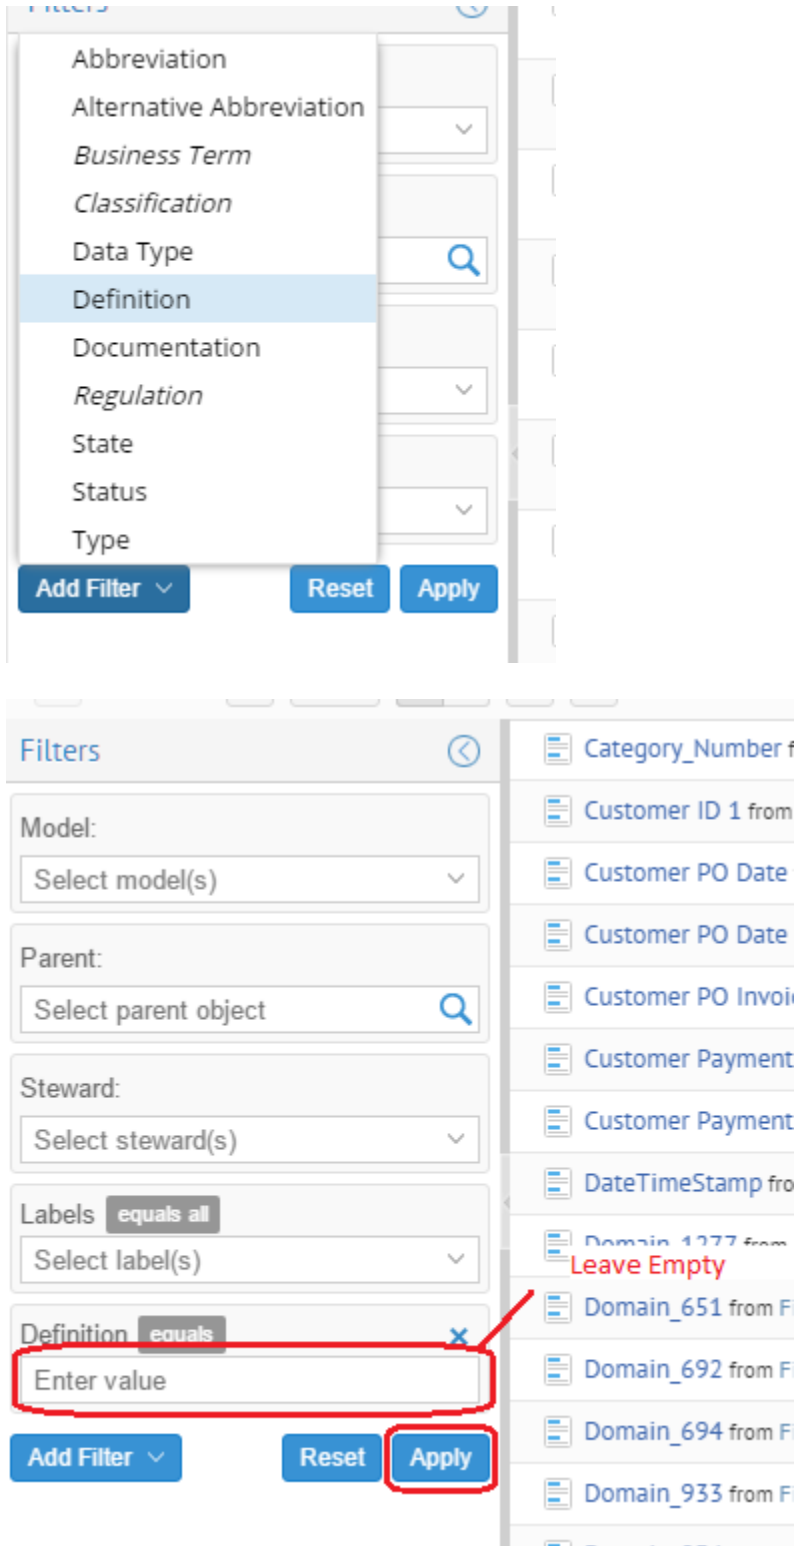 Filters
Abbreviation
Alternative Abbreviation
Business Term
Classification
Data Type
Definition
Documentation
Regulation
State
Status
Type
Add Filter
Reset Apply
Filters
Model:
Select model(s)
Parent:
Select parent object
Steward:
Select steward(s)
Labels equals all
Select label(s)
Definition equals
Enter value
Add Filter
Reset Apply
Category_Number
Customer ID 1 from
Customer PO Date
Customer PO Date
Customer PO
Customer Payment
Customer Payment
DateTimeStamp
Domain_1277 from
Leave Empty
Domain_651 from
Domain_692 from
Domain_694 from
Domain_933 from